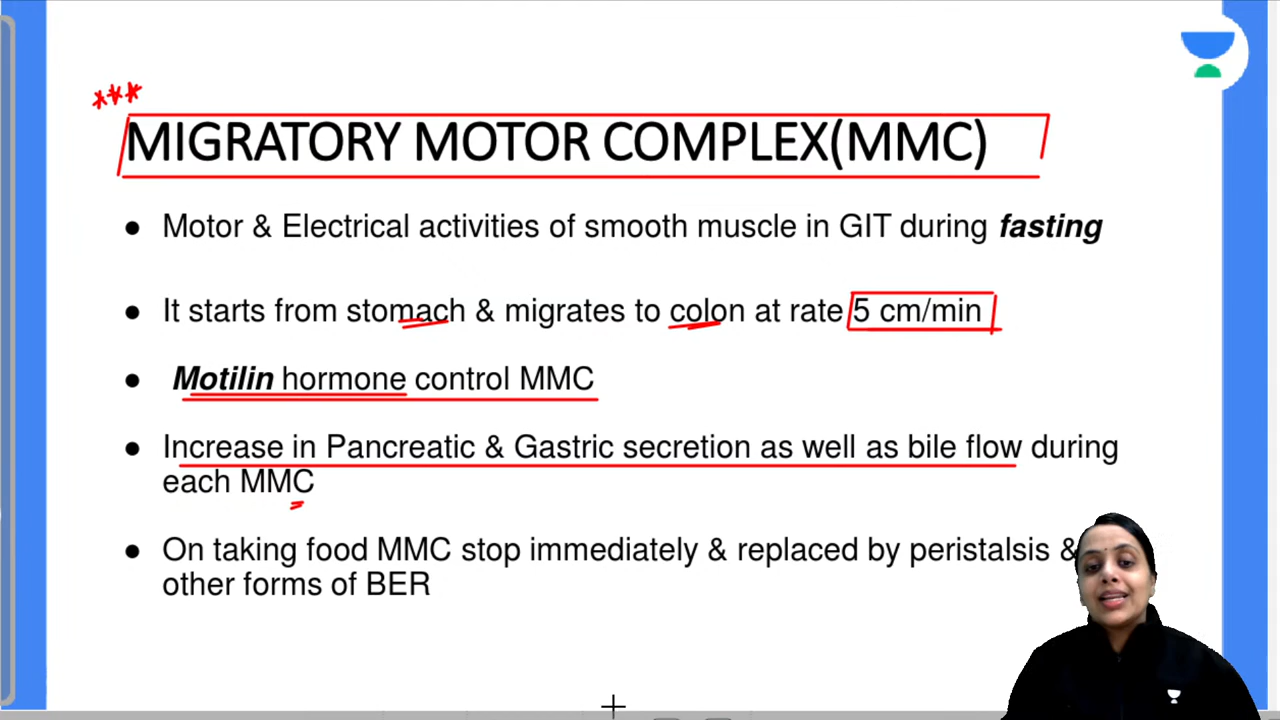 ***
MIGRATORY MOTOR COMPLEX(MMC)
● Motor & Electrical activities of smooth muscle in GIT during fasting
● It starts from stomach & migrates to colon at rate 5 cm/min
● Motilin hormone control MMC
● Increase in Pancreatic & Gastric secretion as well as bile flow during
each MMC
● On taking food MMC stop immediately & replaced by peristalsis &
other forms of BER